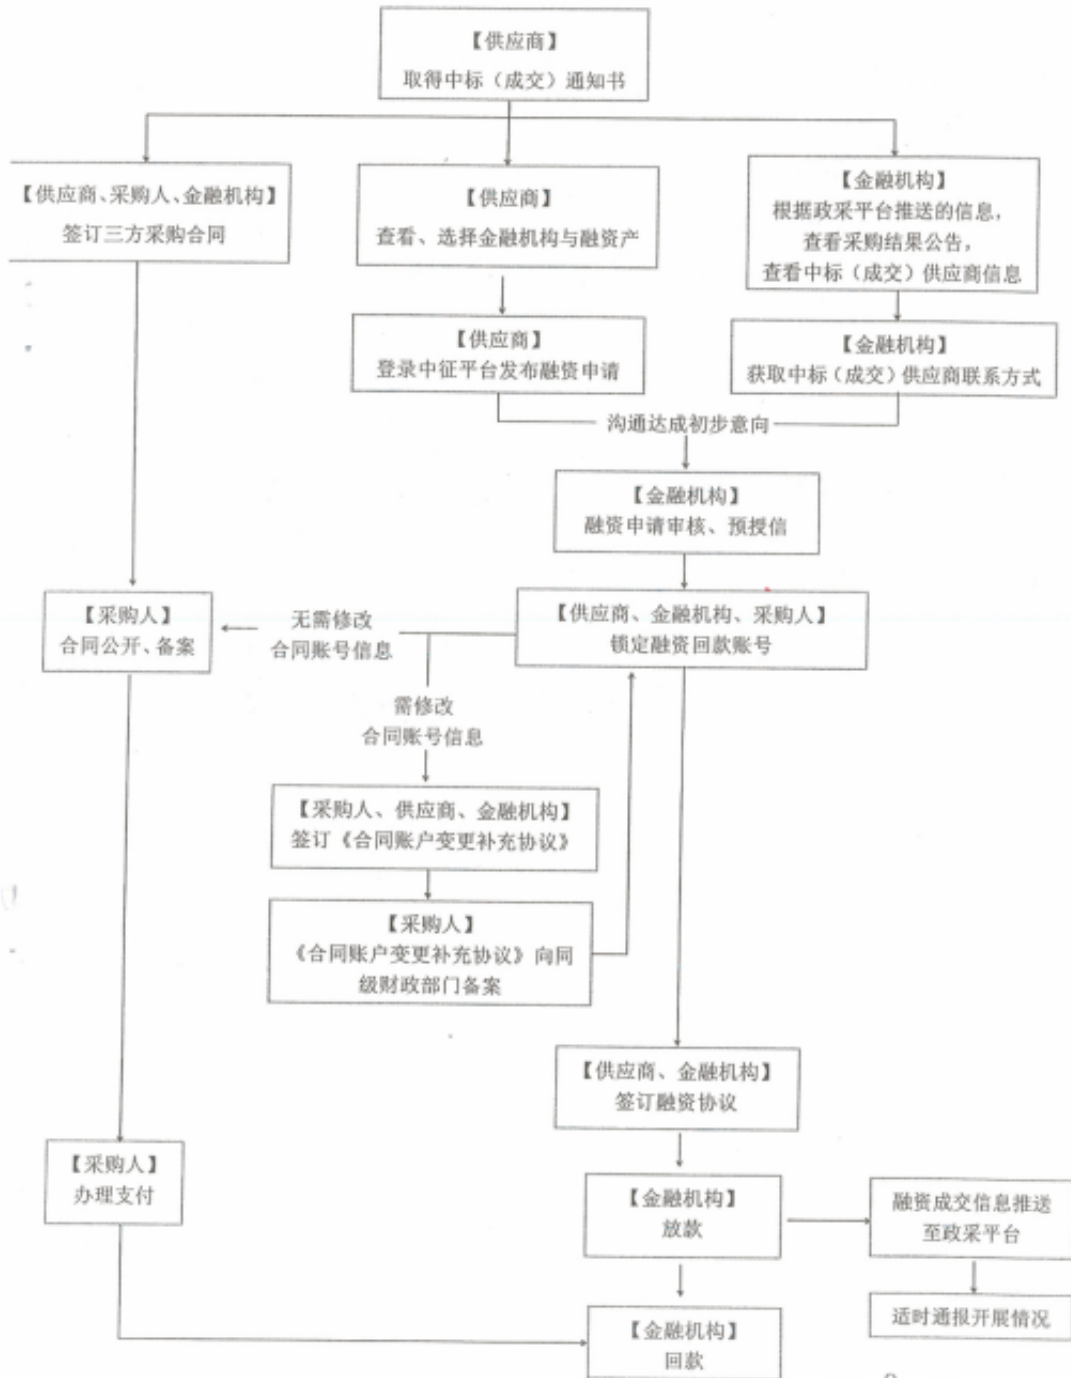 【供应商】
取得中标（成交）通知书
【供应商、采购人、金融机构】
签订三方采购合同
【供应商】
查看、选择金融机构与融资产
【金融机构】
根据政采平台推送的信息，
查看采购结果公告，
查看中标（成交）供应商信息
【供应商】
登录中征平台发布融资申请
【金融机构】
获取中标（成交）供应商联系方式
沟通达成初步意向
【金融机构】
融资申请审核、预授信
【采购人】
合同公开、备案
无需修改
合同账号信息
【供应商、金融机构、采购人】
锁定融资回款账号
需修改
合同账号信息
【采购人、供应商、金融机构】
签订《合同账户变更补充协议》
【采购人】
《合同账户变更补充协议》向同
级财政部门备案
【供应商、金融机构】
签订融资协议
【采购人】
办理支付
【金融机构】
放款
融资成交信息推送
至政采平台
适时通报开展情况
【金融机构】
回款